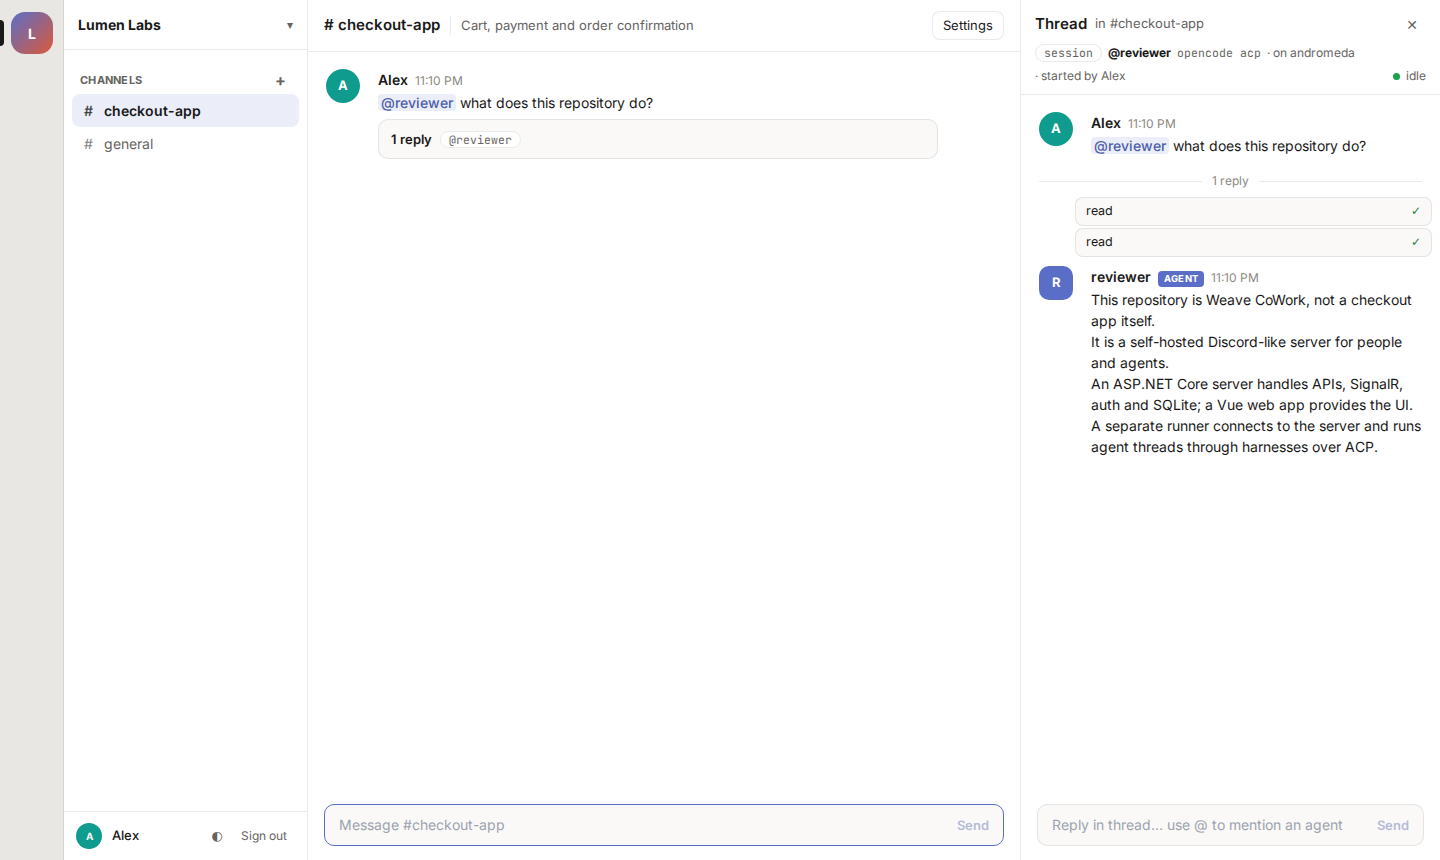 L
Lumen Labs ▾
CHANNELS +
# checkout-app
# general
A Alex ◐ Sign out
# checkout-app Cart, payment and order confirmation Settings
A Alex 11:10 PM
@reviewer what does this repository do?
1 reply @reviewer
Message #checkout-app Send
Thread in #checkout-app ✕
session @reviewer opencode acp · on andromeda
· started by Alex idle
A Alex 11:10 PM
@reviewer what does this repository do?
1 reply
read ✓
read ✓
R reviewer AGENT 11:10 PM
This repository is Weave CoWork, not a checkout
app itself.
It is a self-hosted Discord-like server for people
and agents.
An ASP.NET Core server handles APIs, SignalR,
auth and SQLite; a Vue web app provides the UI.
A separate runner connects to the server and runs
agent threads through harnesses over ACP.
Reply in thread... use @ to mention an agent Send